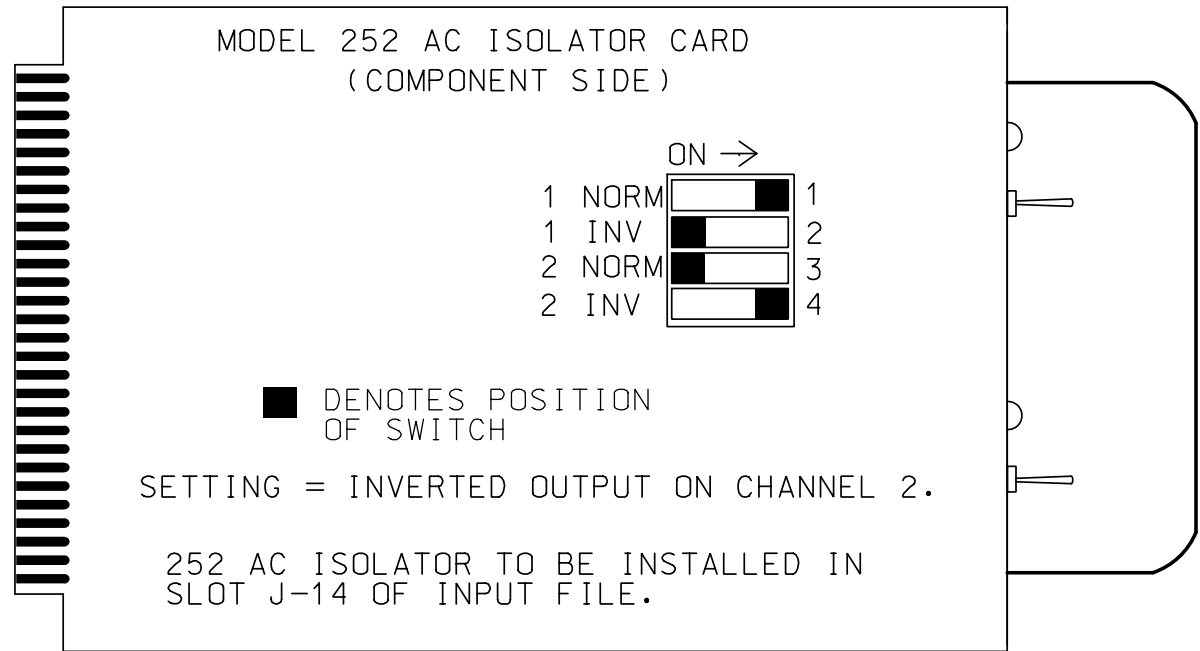 MODEL 252 AC ISOLATOR CARD
(COMPONENT SIDE)
ON →
1 NORM 1
1 INV 2
2 NORM 3
2 INV 4
DENOTES POSITION
OF SWITCH
SETTING = INVERTED OUTPUT ON CHANNEL 2.
252 AC ISOLATOR TO BE INSTALLED IN
SLOT J-14 OF INPUT FILE.